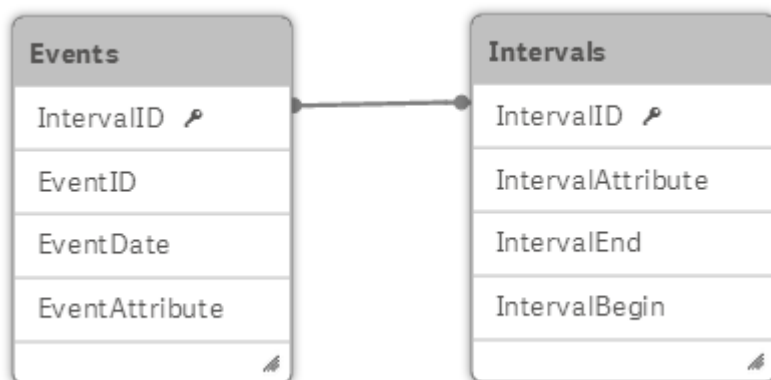 Events
IntervalID
EventID
EventDate
EventAttribute
Intervals
IntervalID
IntervalAttribute
IntervalEnd
IntervalBegin